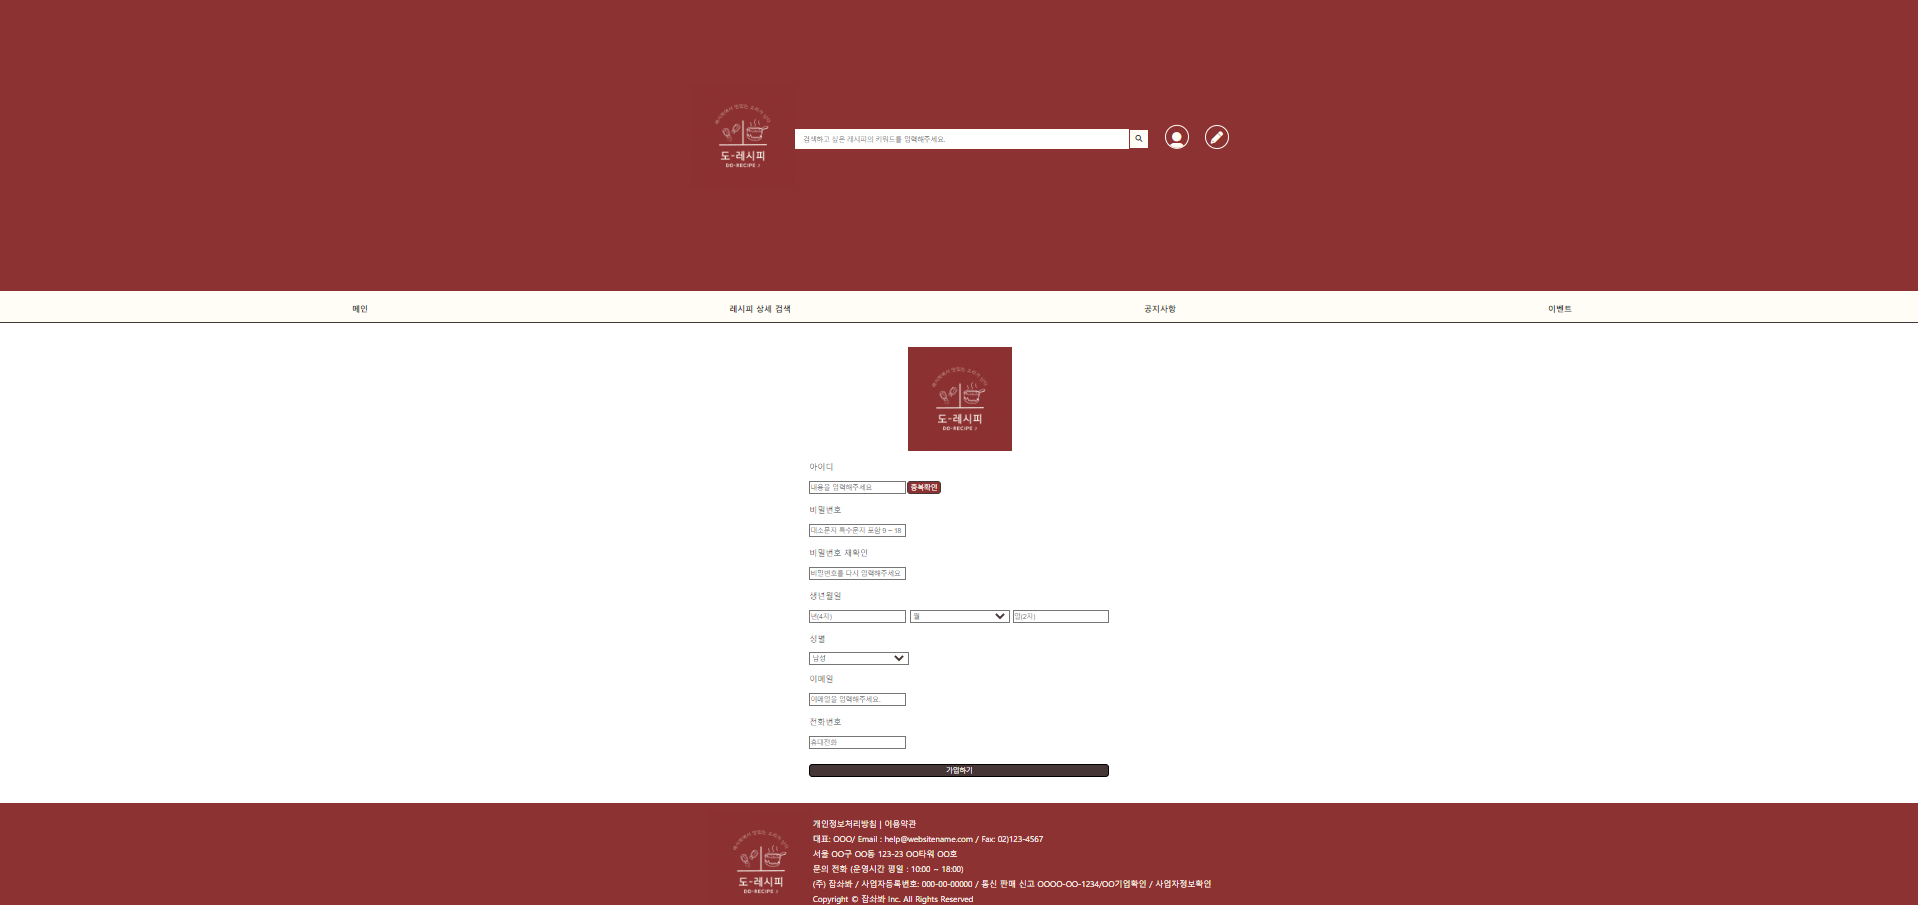 도-레시피
DO-RECIPE ♪
검색하고 싶은 레시피의 키워드를 입력해주세요.
메인
레시피 상세 검색
공지사항
이벤트
도-레시피
DO-RECIPE ♪
아이디
내용을 입력해주세요
중복확인
비밀번호
대소문자 특수문자 포함 9 ~ 18
비밀번호 재확인
비밀번호를 다시 입력해주세요
생년월일
년(4자)
월
일(2자)
성별
남성
이메일
이메일을 입력해주세요.
전화번호
휴대전화
가입하기
도-레시피
DO-RECIPE ♪
개인정보처리방침 | 이용약관
대표: OOO/ Email : help@websitename.com / Fax: 02)123-4567
서울 OO구 OO동 123-23 OO타워 OO호
문의 전화 (운영시간 평일 : 10:00 ~ 18:00)
(주) 잡솨봐 / 사업자등록번호: 000-00-00000 / 통신 판매 신고 OOOO-OO-1234/OO기업확인 / 사업자정보확인
Copyright © 잡솨봐 Inc. All Rights Reserved